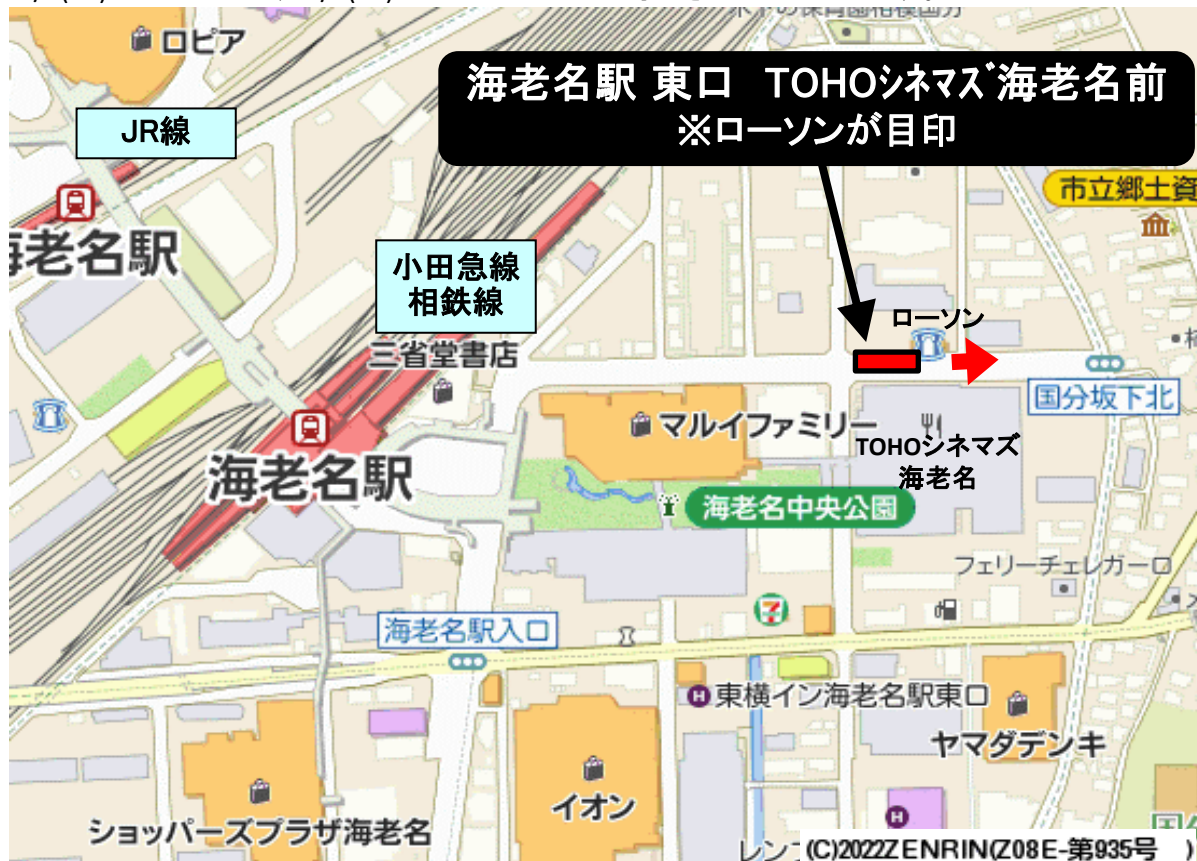 ロピア
海老名駅 東口 TOHOシネマズ海老名前
※ローソンが目印
JR線
市立郷土資
老名駅
小田急線
相鉄線
ローソン
三省堂書店
国分坂下北
マルイファミリー
TOHOシネマズ
海老名
海老名駅
海老名中央公園
フェリーチェレガーロ
7
海老名駅入口
H 東横イン海老名駅東口
ヤマダデンキ
イオン
H
ショッパーズプラザ海老名
(C)2022ZENRIN(Z08E-第935号 )